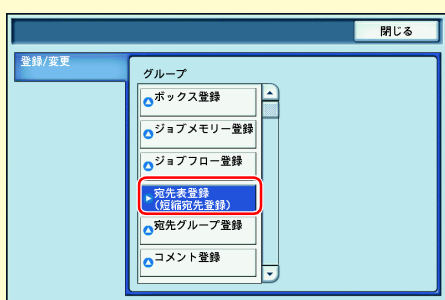 閉じる
登録/変更
グループ
ボックス登録
ジョブメモリー登録
ジョブフロー登録
宛先表登録
(短縮宛先登録)
宛先グループ登録
コメント登録